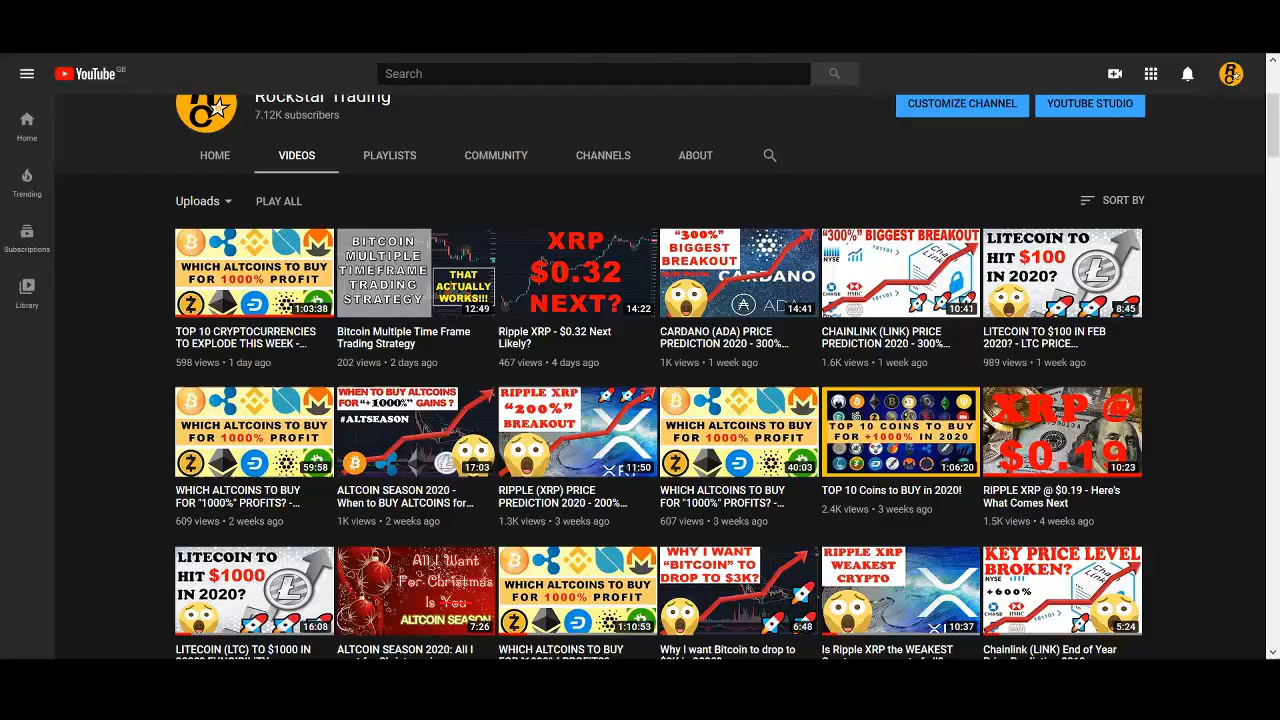 YouTube GB
Search
Rockstar Trading
7.12K subscribers
CUSTOMIZE CHANNEL
YOUTUBE STUDIO
Home
Trending
Subscriptions
Library
HOME
VIDEOS
PLAYLISTS
COMMUNITY
CHANNELS
ABOUT
Uploads
PLAY ALL
SORT BY
WHICH ALTCOINS TO BUY
FOR 1000% PROFIT
1:03:38
TOP 10 CRYPTOCURRENCIES
TO EXPLODE THIS WEEK -...
598 views • 1 day ago
BITCOIN
MULTIPLE
TIMEFRAME
TRADING
STRATEGY
THAT
ACTUALLY
WORKS!!!
12:49
Bitcoin Multiple Time Frame
Trading Strategy
202 views • 2 days ago
XRP
$0.32
NEXT?
14:22
Ripple XRP - $0.32 Next
Likely?
467 views • 4 days ago
"300%"
BIGGEST
BREAKOUT
CARDANO
ADA
14:41
CARDANO (ADA) PRICE
PREDICTION 2020 - 300%...
1K views • 1 week ago
"300%" BIGGEST BREAKOUT
NYSE
CHASE
HSBC
10:41
CHAINLINK (LINK) PRICE
PREDICTION 2020 - 300%...
1.6K views • 1 week ago
LITECOIN TO
HIT $100
IN 2020?
8:45
LITECOIN TO $100 IN FEB
2020? - LTC PRICE...
989 views • 1 week ago
WHICH ALTCOINS TO BUY
FOR 1000% PROFIT
59:58
WHICH ALTCOINS TO BUY
FOR "1000%" PROFITS? -...
609 views • 2 weeks ago
WHEN TO BUY ALTCOINS
FOR "+1000%" GAINS?
#ALTSEASON
17:03
ALTCOIN SEASON 2020 -
When to BUY ALTCOINS for...
1K views • 2 weeks ago
RIPPLE XRP
"200%"
BREAKOUT
11:50
RIPPLE (XRP) PRICE
PREDICTION 2020 - 200%...
1.3K views • 3 weeks ago
WHICH ALTCOINS TO BUY
FOR 1000% PROFIT
40:03
WHICH ALTCOINS TO BUY
FOR "1000%" PROFITS? -...
607 views • 3 weeks ago
TOP 10 COINS TO BUY
FOR +1000% IN 2020
1:06:20
TOP 10 Coins to BUY in 2020!
2.4K views • 3 weeks ago
XRP @
$0.19
10:23
RIPPLE XRP @ $0.19 - Here's
What Comes Next
1.5K views • 4 weeks ago
LITECOIN TO
HIT $1000
IN 2020?
16:08
LITECOIN (LTC) TO $1000 IN
All I Want
For Christmas
Is You
ALTCOIN SEASON
7:26
ALTCOIN SEASON 2020: All I
WHICH ALTCOINS TO BUY
FOR 1000% PROFIT
1:10:53
WHICH ALTCOINS TO BUY
WHY I WANT
"BITCOIN" TO
DROP TO $3K?
6:48
Why I want Bitcoin to drop to
RIPPLE XRP
WEAKEST
CRYPTO
10:37
Is Ripple XRP the WEAKEST
KEY PRICE LEVEL
BROKEN?
NYSE
+600%
CHASE
HSBC
5:24
Chainlink (LINK) End of Year